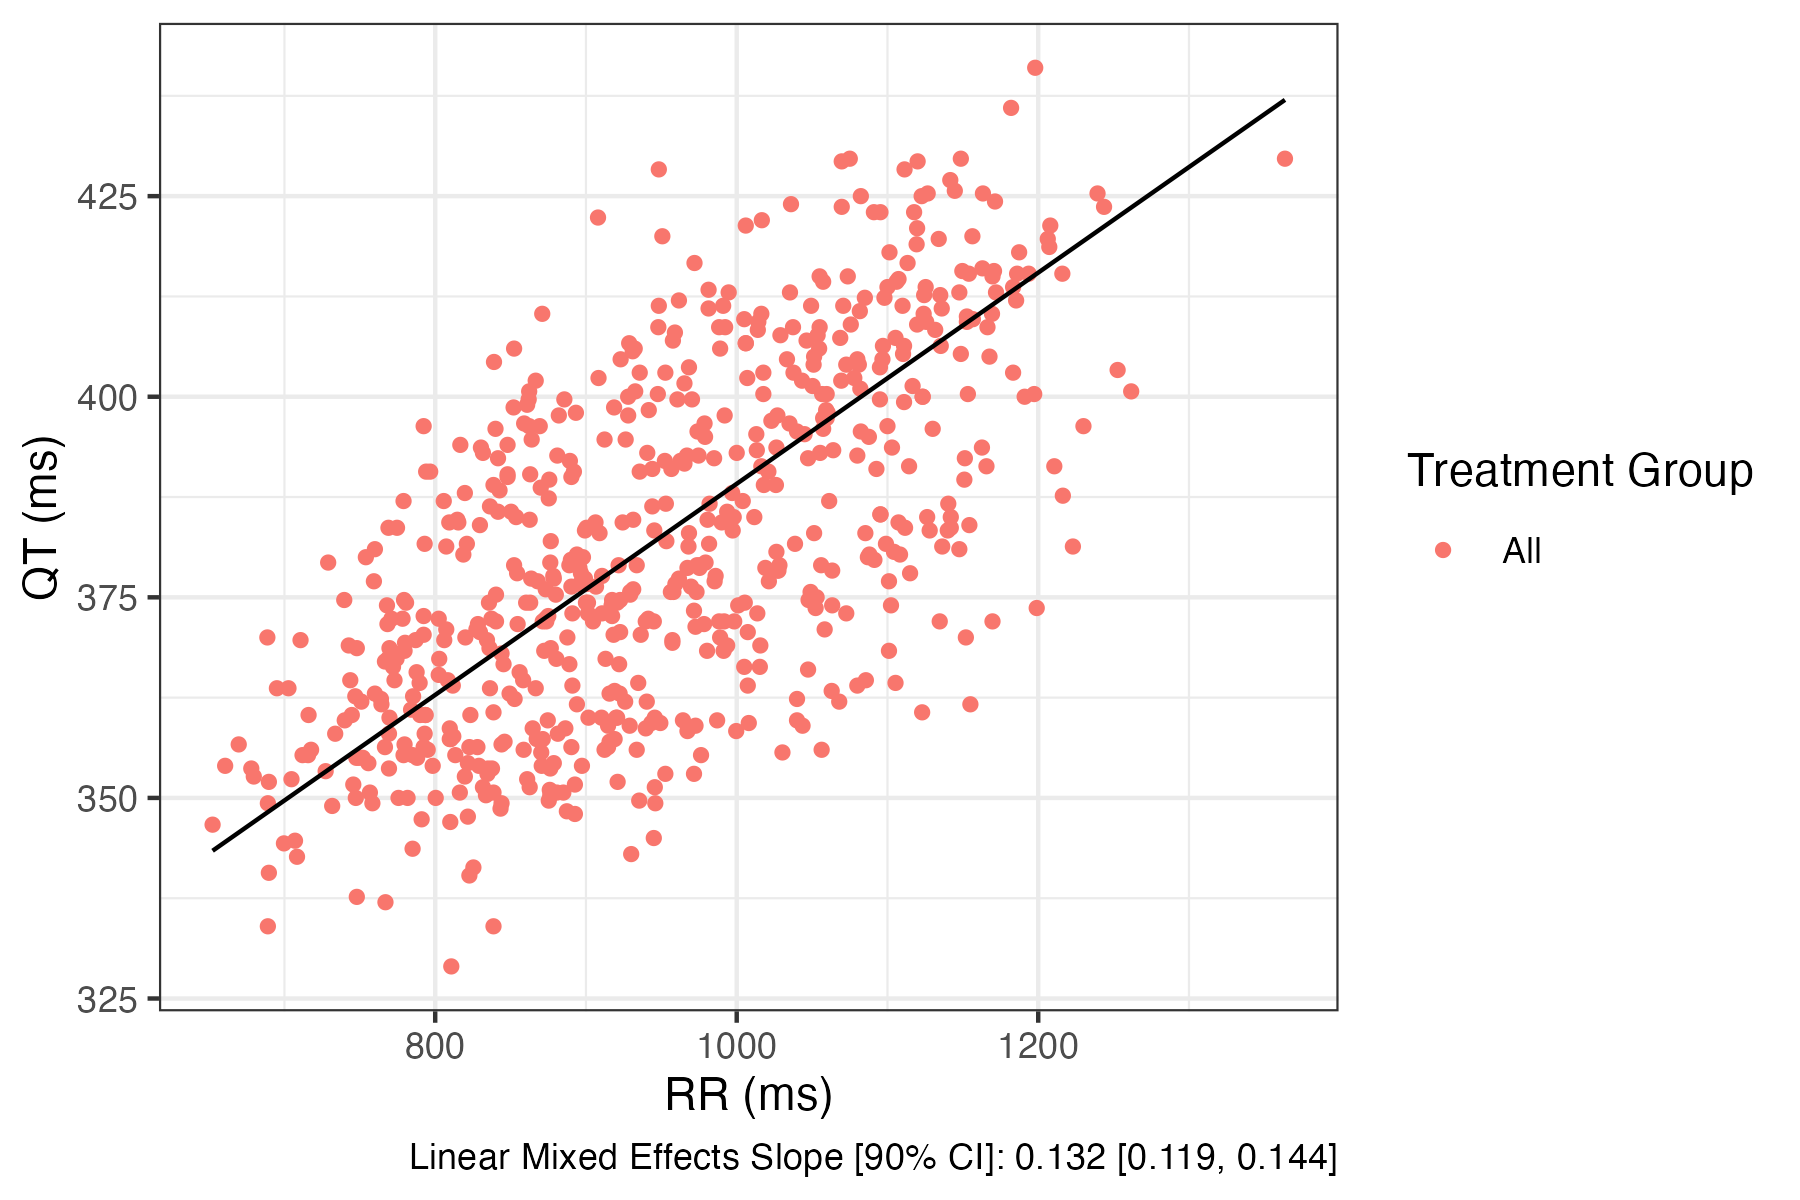 425
400
375
350
325
QT (ms)
800 1000 1200
RR (ms)
Linear Mixed Effects Slope [90% CI]: 0.132 [0.119, 0.144]
Treatment Group
All